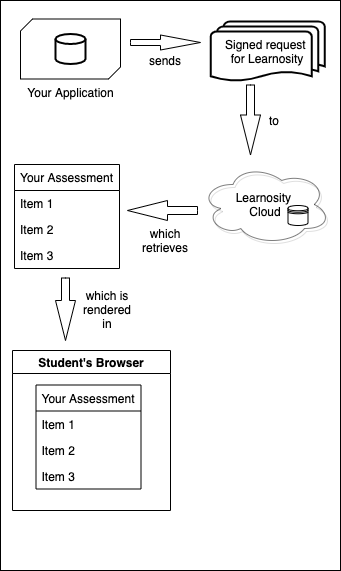 Your Application
sends
Signed request
for Learnosity
to
Learnosity
Cloud
which
retrieves
Your Assessment
Item 1
Item 2
Item 3
which is
rendered
in
Student's Browser
Your Assessment
Item 1
Item 2
Item 3